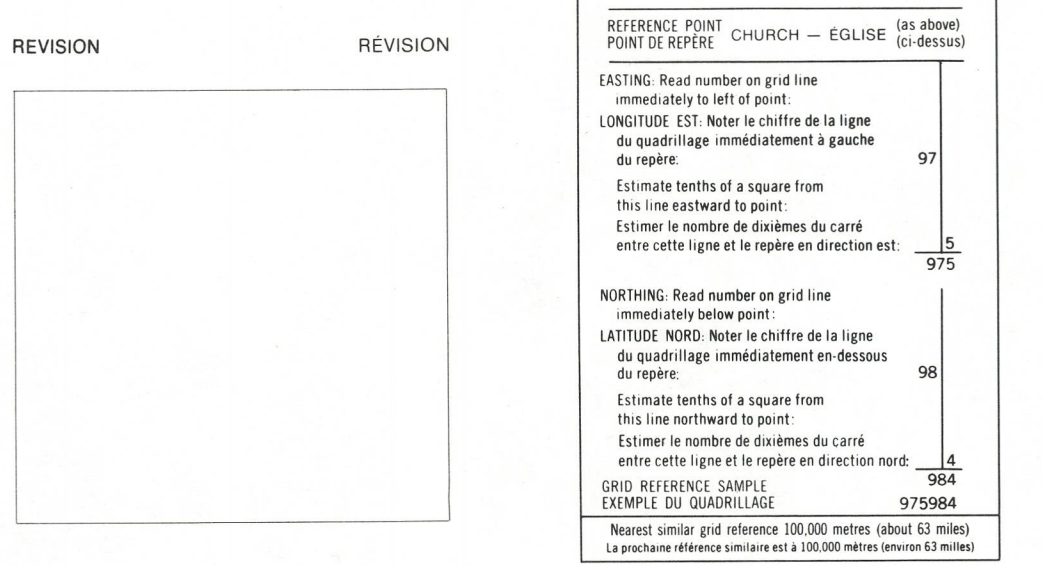 REVISION RÉVISION
REFERENCE POINT
POINT DE REPÈRE CHURCH — ÉGLISE (as above)
(ci-dessus)
EASTING: Read number on grid line
immediately to left of point:
LONGITUDE EST: Noter le chiffre de la ligne
du quadrillage immédiatement à gauche
du repère: 97
Estimate tenths of a square from
this line eastward to point:
Estimer le nombre de dixièmes du carré
entre cette ligne et le repère en direction est: 5
975
NORTHING: Read number on grid line
immediately below point:
LATITUDE NORD: Noter le chiffre de la ligne
du quadrillage immédiatement en-dessous
du repère: 98
Estimate tenths of a square from
this line northward to point:
Estimer le nombre de dixièmes du carré
entre cette ligne et le repère en direction nord: 4
984
GRID REFERENCE SAMPLE
EXEMPLE DU QUADRILLAGE 975984
Nearest similar grid reference 100,000 metres (about 63 miles)
La prochaine référence similaire est à 100,000 mètres (environ 63 milles)